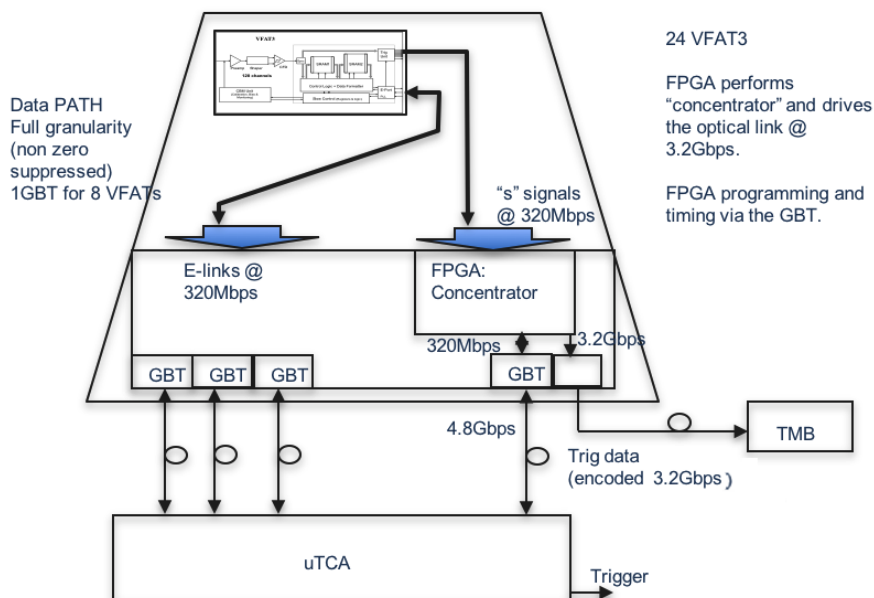 VFAT3
128 channels
24 VFAT3
FPGA performs
“concentrator” and drives
the optical link @
3.2Gbps.
FPGA programming and
timing via the GBT.
Data PATH
Full granularity
(non zero
suppressed)
1GBT for 8 VFATs
“s” signals
@ 320Mbps
E-links @
320Mbps
FPGA:
Concentrator
320Mbps
3.2Gbps
GBT
GBT
GBT
GBT
4.8Gbps
TMB
Trig data
(encoded 3.2Gbps)
uTCA
Trigger